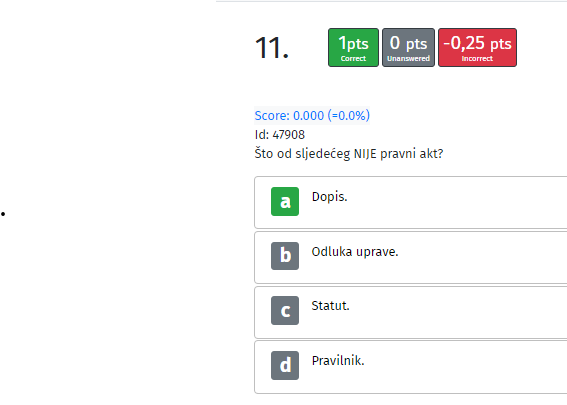 11.
1pts 0 pts -0,25 pts
Correct Unanswered Incorrect
Score: 0.000 (=0.0%)
Id: 47908
Što od sljedećeg NIJE pravni akt?
a Dopis.
b Odluka uprave.
c Statut.
d Pravilnik.